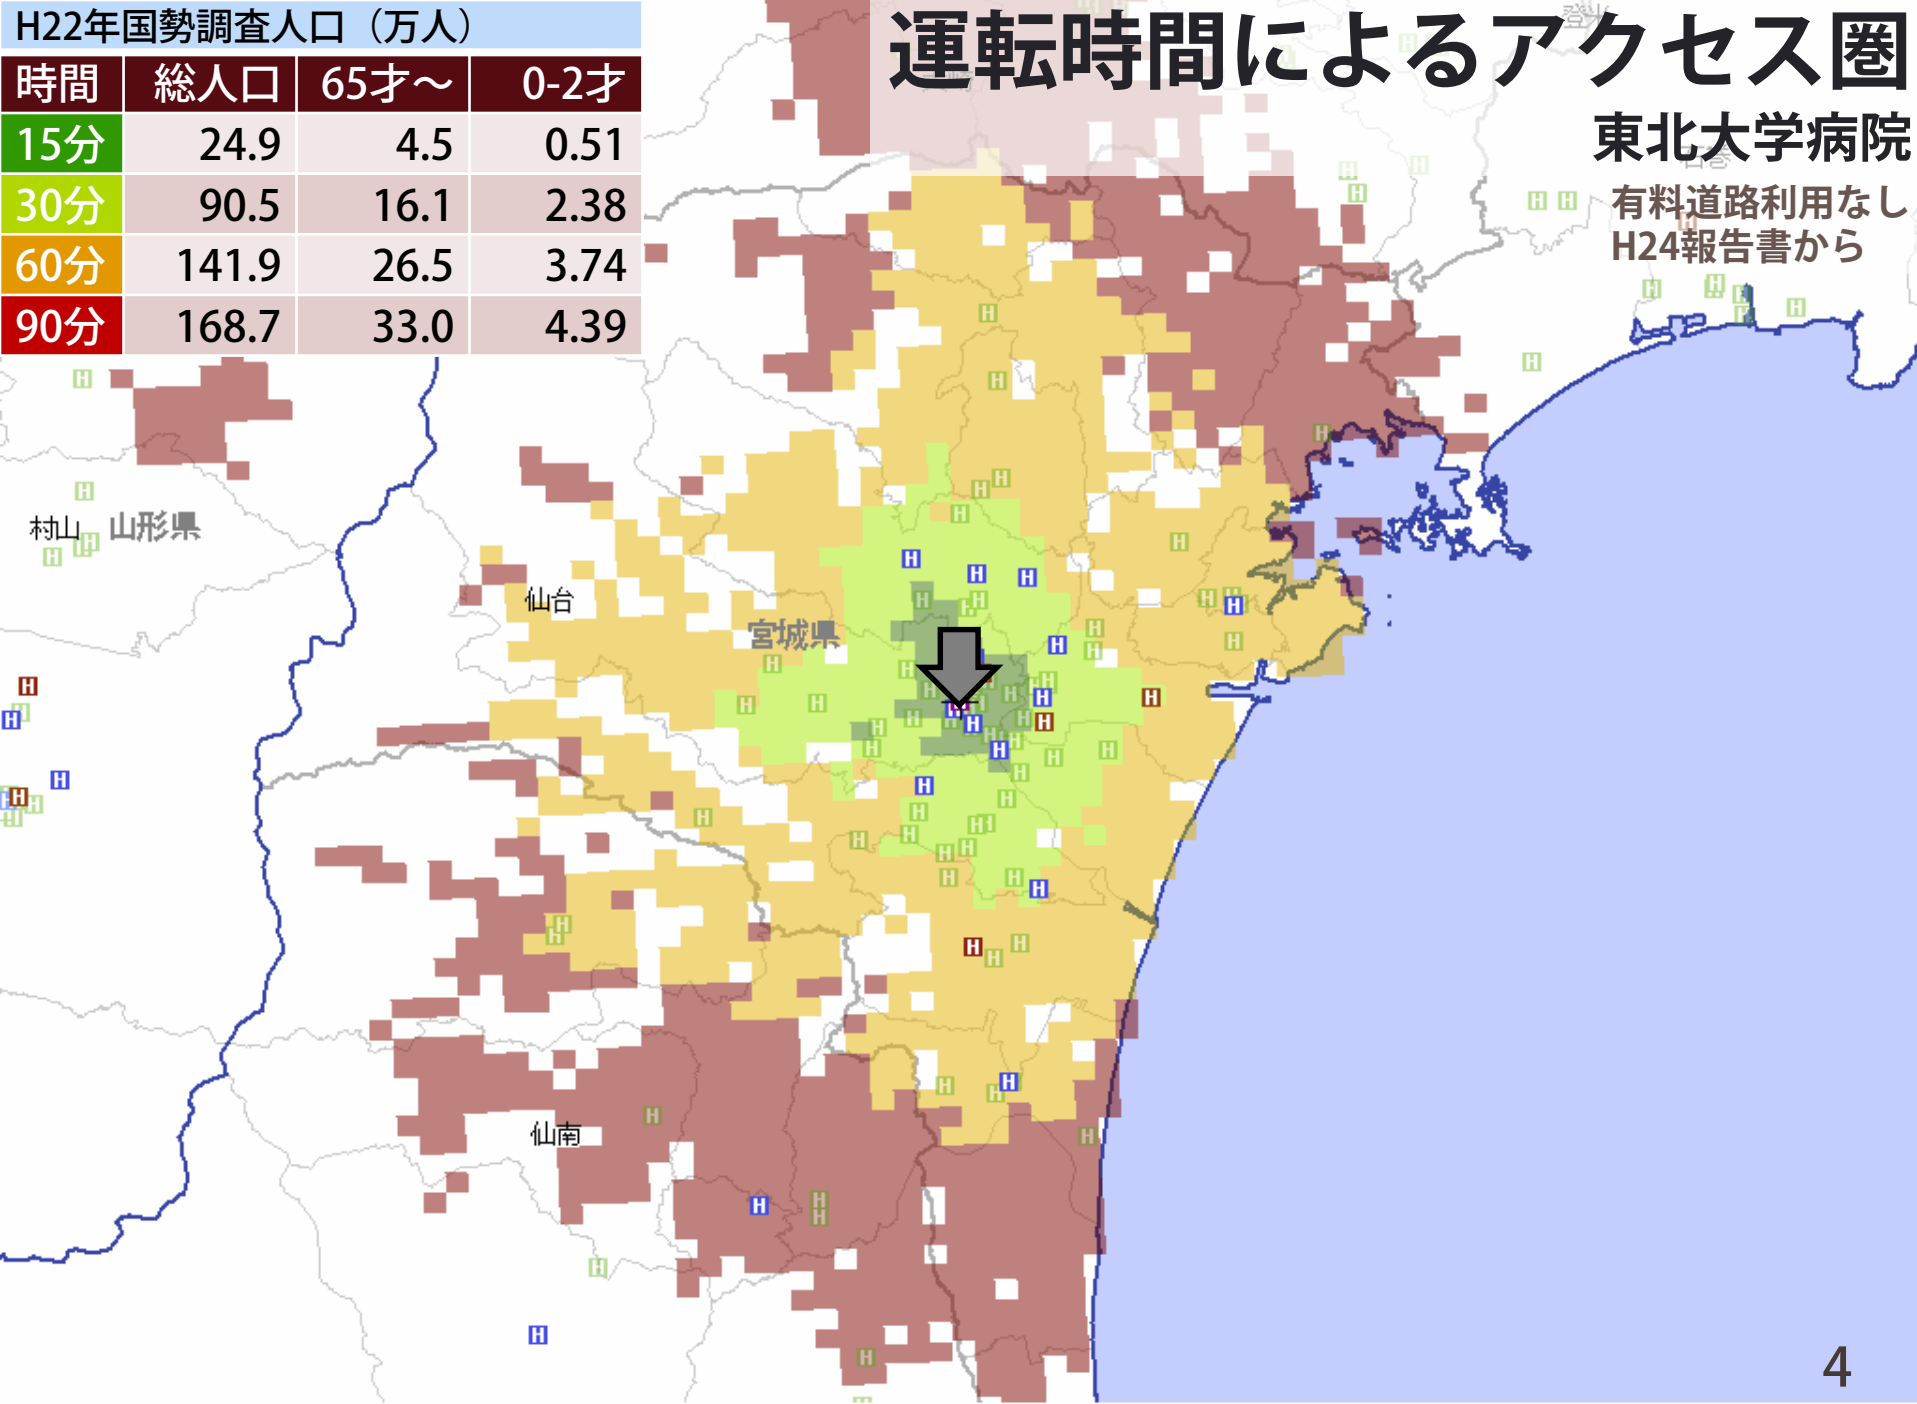 H22年国勢調査人口（万人）
時間 総人口 65才～ 0-2才
15分 24.9 4.5 0.51
30分 90.5 16.1 2.38
60分 141.9 26.5 3.74
90分 168.7 33.0 4.39
運転時間によるアクセス圏
東北大学病院
石巻
有料道路利用なし
H24報告書から
村山 山形県
仙台
宮城県
仙南
4